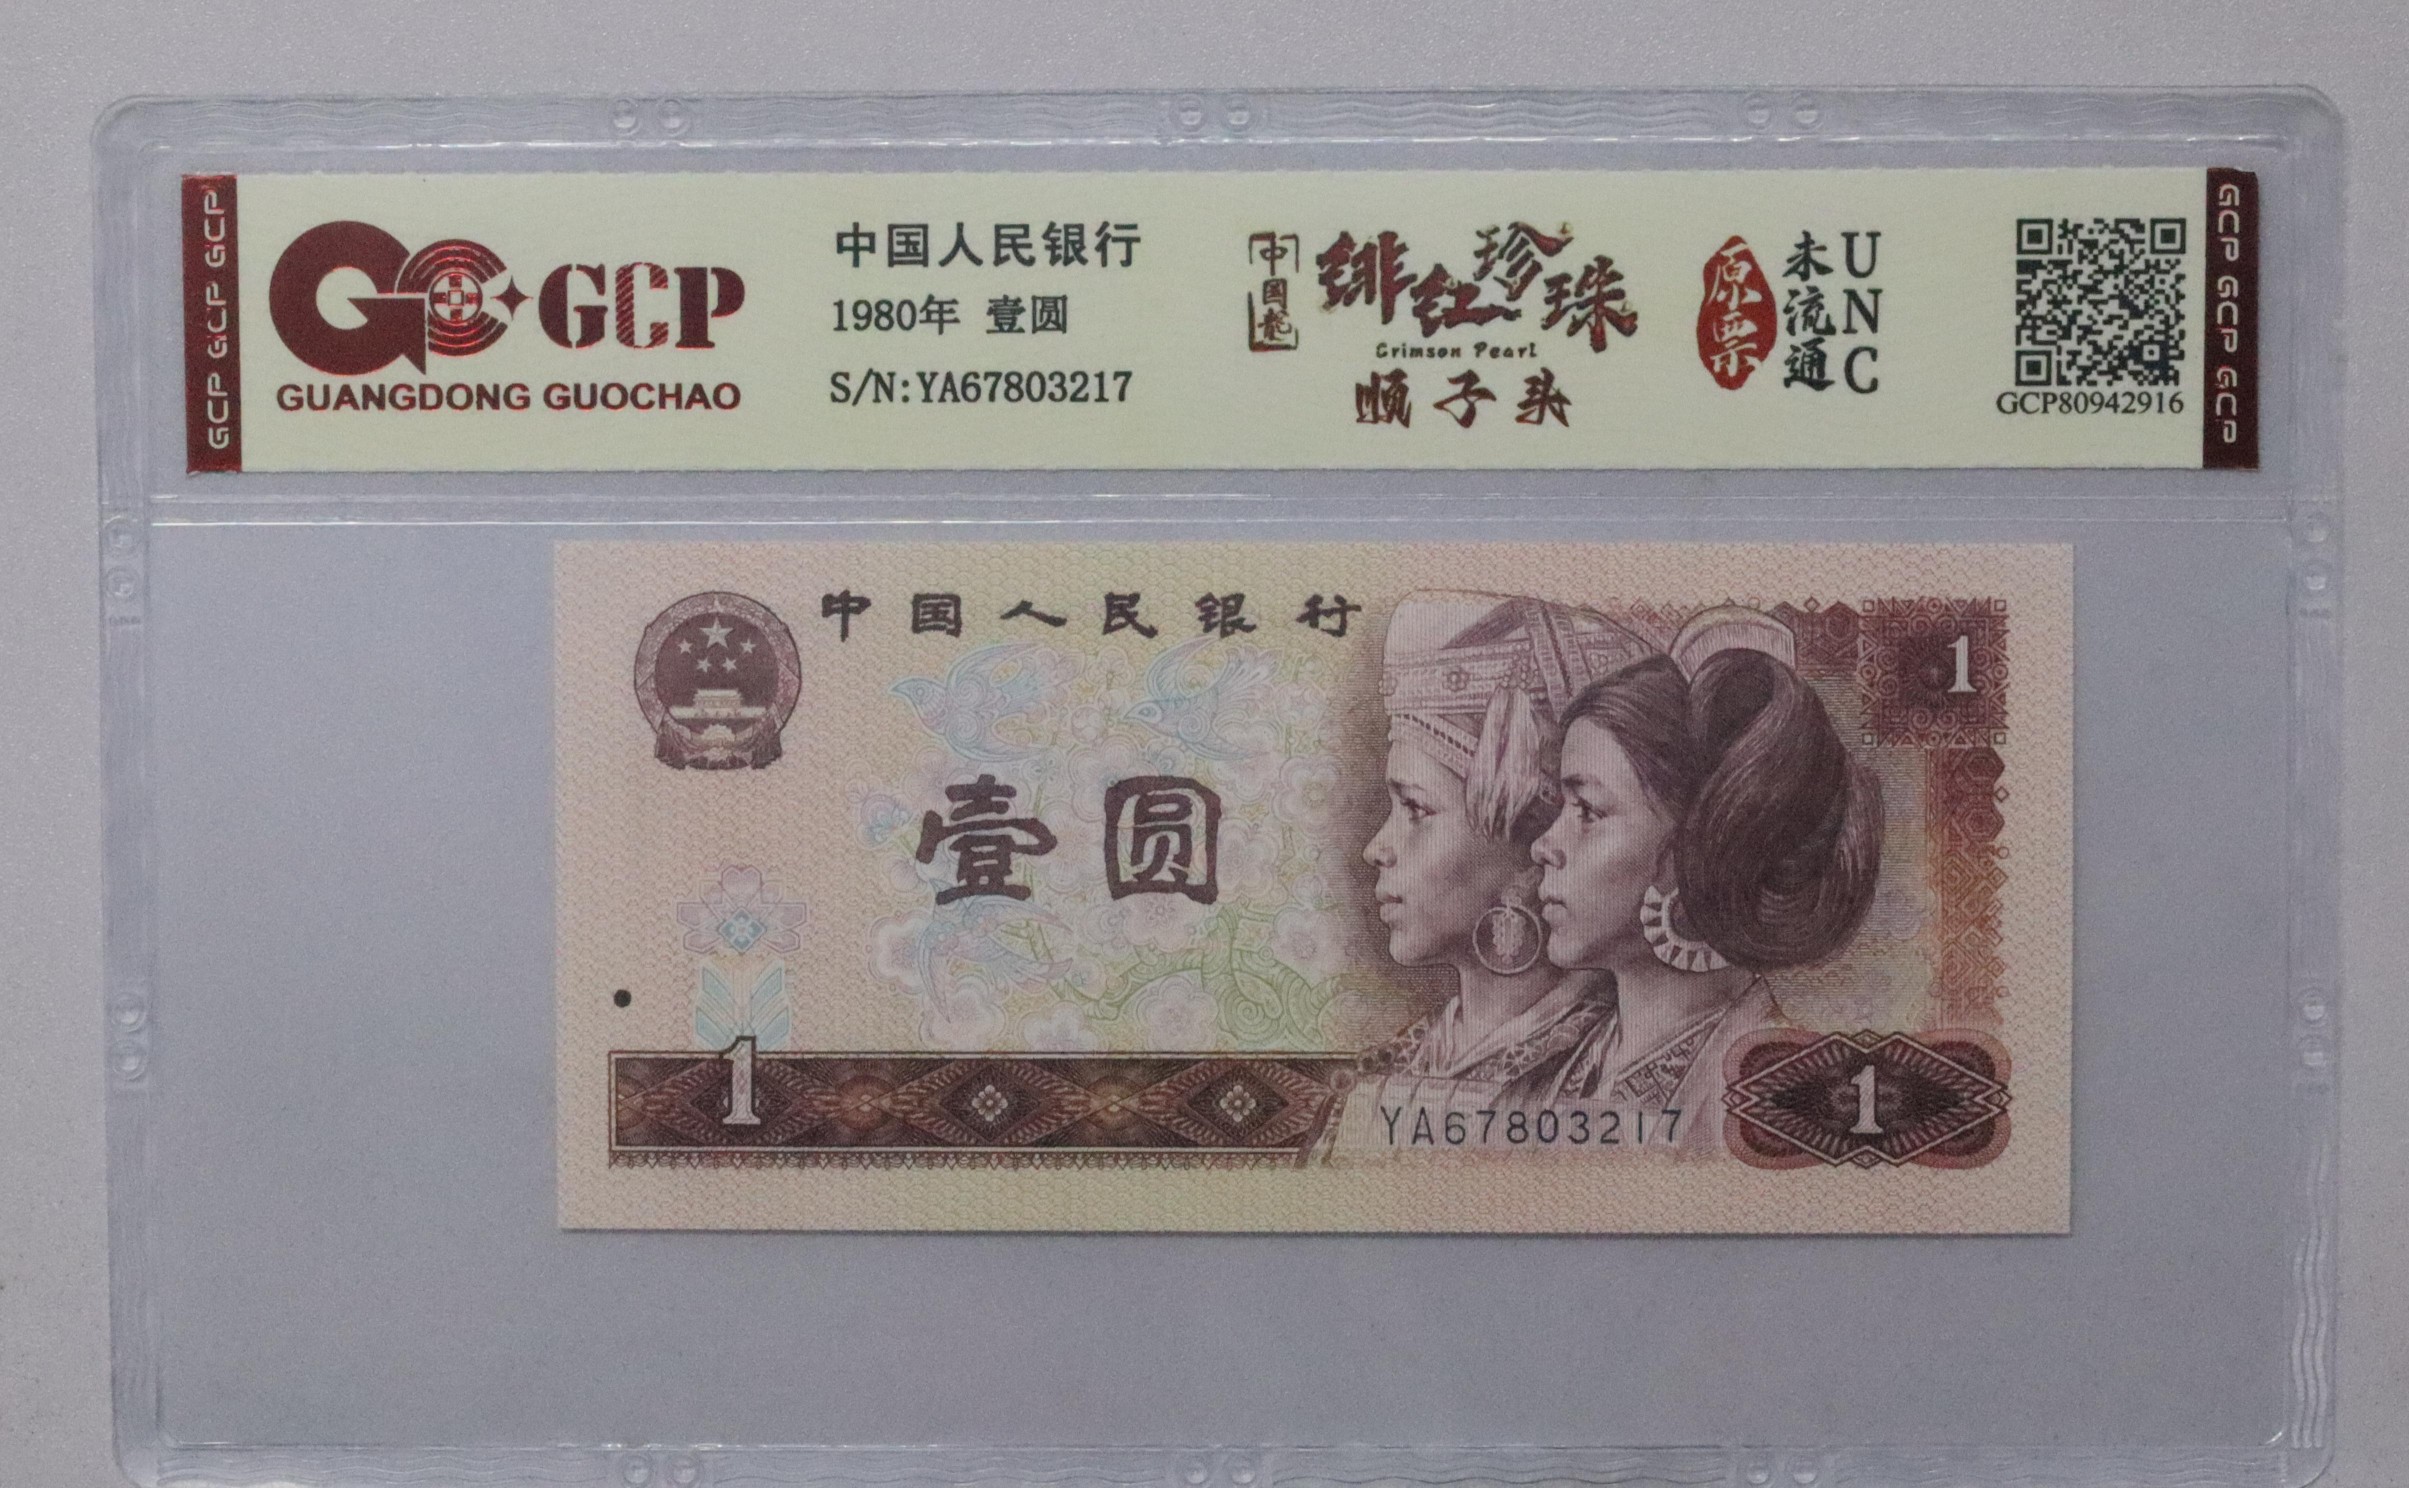 GCP GCP GCP
GCP
GUANGDONG GUOCHAO
中国人民银行
1980年 壹圆
S/N:YA67803217
中国龙
绯红珍珠
Crimson Pearl
顺子头
原票
未流通
UNC
GCP80942916
GCP GCP GCP
中国人民银行
1
壹圆
1
YA67803217
1